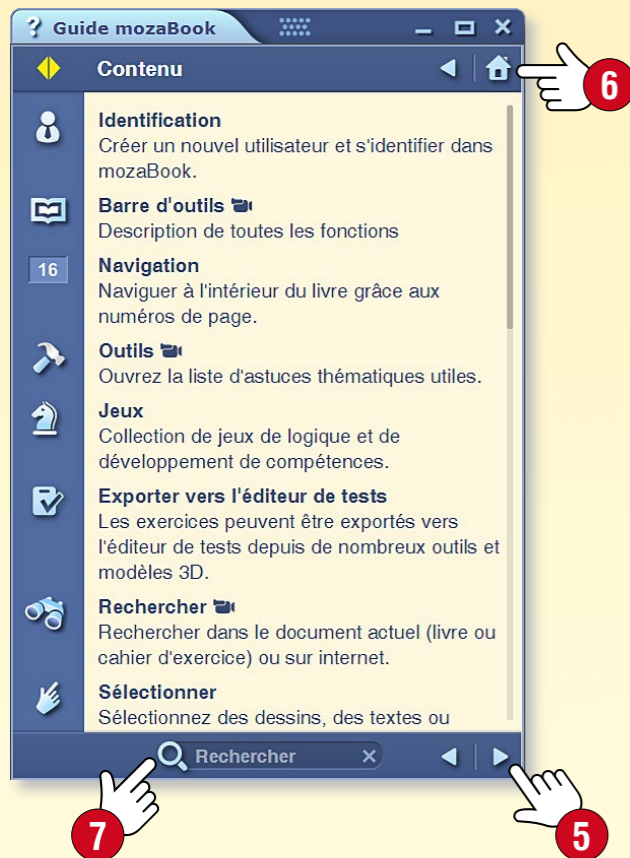 ? Guide mozaBook
Contenu
6
Identification
Créer un nouvel utilisateur et s'identifier dans
mozaBook.
Barre d'outils
Description de toutes les fonctions
16
Navigation
Naviguer à l'intérieur du livre grâce aux
numéros de page.
Outils
Ouvrez la liste d'astuces thématiques utiles.
Jeux
Collection de jeux de logique et de
développement de compétences.
Exporter vers l'éditeur de tests
Les exercices peuvent être exportés vers
l'éditeur de tests depuis de nombreux outils et
modèles 3D.
Rechercher
Rechercher dans le document actuel (livre ou
cahier d'exercice) ou sur internet.
Sélectionner
Sélectionnez des dessins, des textes ou
Rechercher
7
5